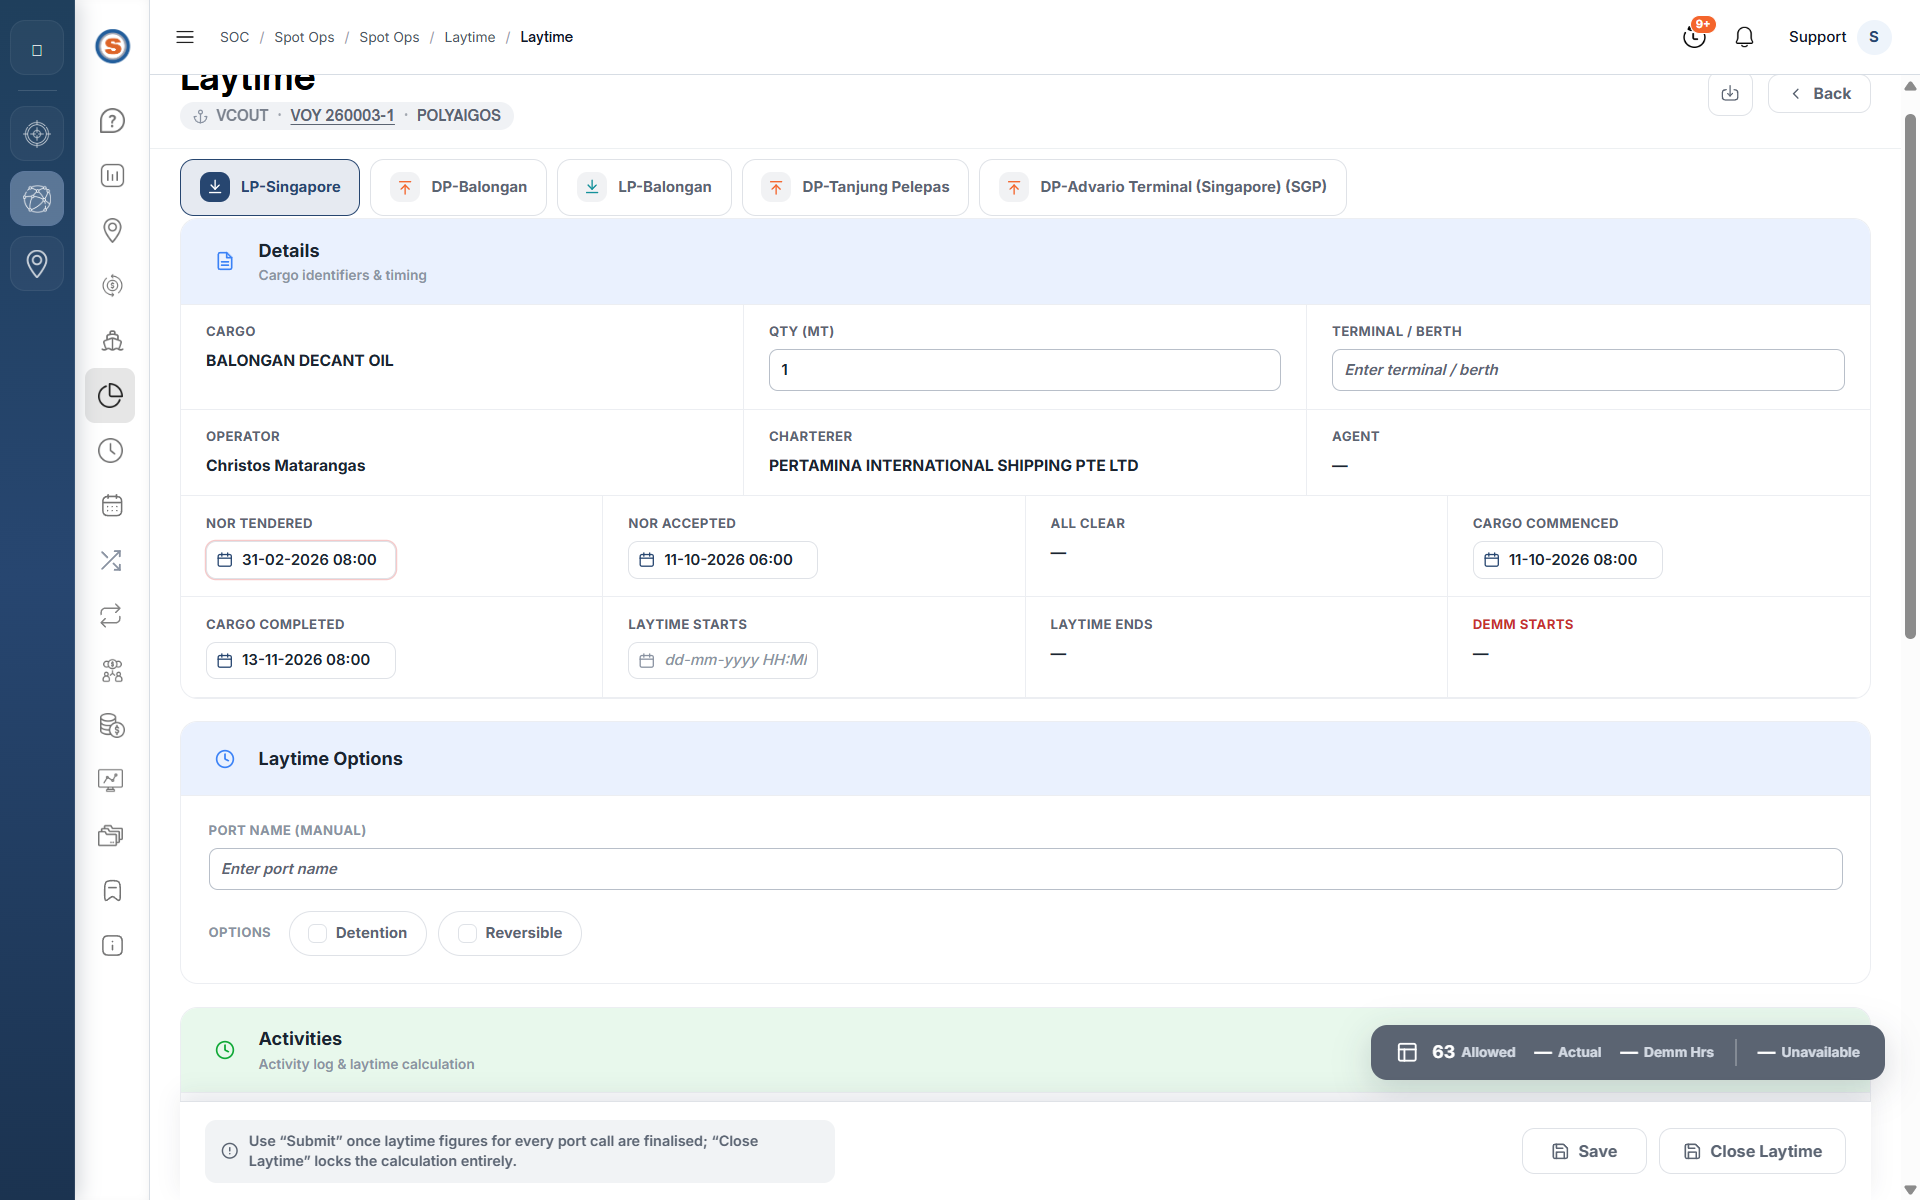 SOC / Spot Ops / Spot Ops / Laytime / Laytime
9+
Support S
Laytime
VCOUT · VOY 260003-1 · POLYAIGOS
Back
LP-Singapore
DP-Balongan
LP-Balongan
DP-Tanjung Pelepas
DP-Advario Terminal (Singapore) (SGP)
Details
Cargo identifiers & timing
CARGO
BALONGAN DECANT OIL
QTY (MT)
1
TERMINAL / BERTH
Enter terminal / berth
OPERATOR
Christos Matarangas
CHARTERER
PERTAMINA INTERNATIONAL SHIPPING PTE LTD
AGENT
—
NOR TENDERED
31-02-2026 08:00
NOR ACCEPTED
11-10-2026 06:00
ALL CLEAR
—
CARGO COMMENCED
11-10-2026 08:00
CARGO COMPLETED
13-11-2026 08:00
LAYTIME STARTS
dd-mm-yyyy HH:MI
LAYTIME ENDS
—
DEMM STARTS
—
Laytime Options
PORT NAME (MANUAL)
Enter port name
OPTIONS
Detention
Reversible
Activities
Activity log & laytime calculation
63 Allowed — Actual — Demm Hrs — Unavailable
Use “Submit” once laytime figures for every port call are finalised; “Close
Laytime” locks the calculation entirely.
Save
Close Laytime